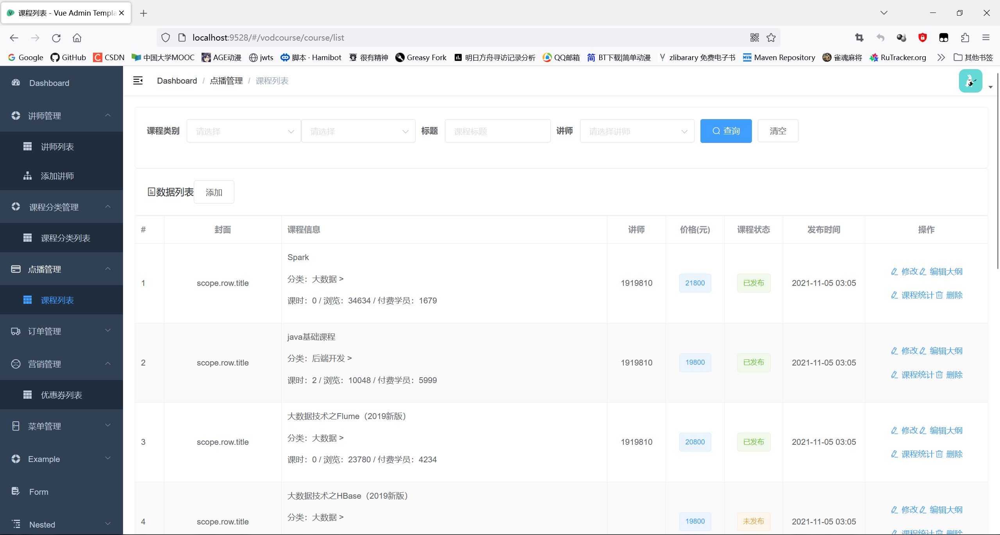 课程列表 - Vue Admin Templa
localhost:9528/#/vodcourse/course/list
Google GitHub CSDN 中国大学MOOC AGE动漫 jwts 脚本 · Hamibot 很有精神 Greasy Fork 明日方舟寻访记录分析 QQ邮箱 BT下载|简单动漫 zlibarary 免费电子书 Maven Repository 雀魂麻将 RuTracker.org 其他书签
Dashboard
讲师管理
讲师列表
添加讲师
课程分类管理
课程分类列表
点播管理
课程列表
订单管理
营销管理
优惠券列表
菜单管理
Example
Form
Nested
Dashboard / 点播管理 / 课程列表
课程类别 请选择 请选择 标题 课程标题 讲师 请选择讲师 查询 清空
数据列表 添加
# 封面 课程信息 讲师 价格(元) 课程状态 发布时间 操作
Spark
分类：大数据 >
课时：0 / 浏览：34634 / 付费学员：1679
1 scope.row.title 1919810 21800 已发布 2021-11-05 03:05
修改 编辑大纲
课程统计 删除
java基础课程
分类：后端开发 >
课时：2 / 浏览：10048 / 付费学员：5999
2 scope.row.title 1919810 19800 已发布 2021-11-05 03:05
修改 编辑大纲
课程统计 删除
大数据技术之Flume（2019新版）
分类：大数据 >
课时：0 / 浏览：23780 / 付费学员：4234
3 scope.row.title 1919810 20800 已发布 2021-11-05 03:05
修改 编辑大纲
课程统计 删除
大数据技术之HBase（2019新版）
分类：大数据 >
4 scope.row.title 19800 未发布 2021-11-05 03:05
修改 编辑大纲
课程统计 删除